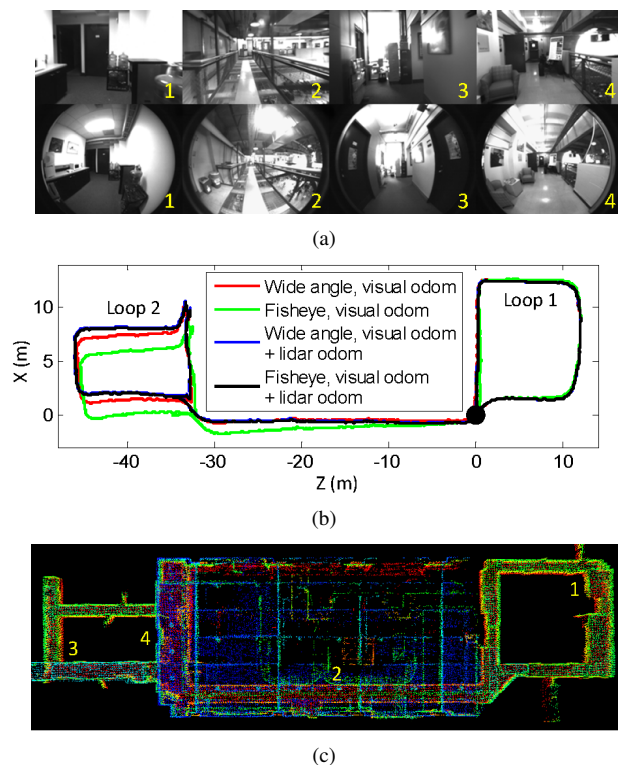 1 2 3 4
1 2 3 4
(a)
Wide angle, visual odom
Fisheye, visual odom
Wide angle, visual odom
+ lidar odom
Fisheye, visual odom
+ lidar odom
Loop 2
Loop 1
X (m)
10
5
0
-40 -30 -20 -10 0 10
Z (m)
(b)
1
3
4
2
(c)